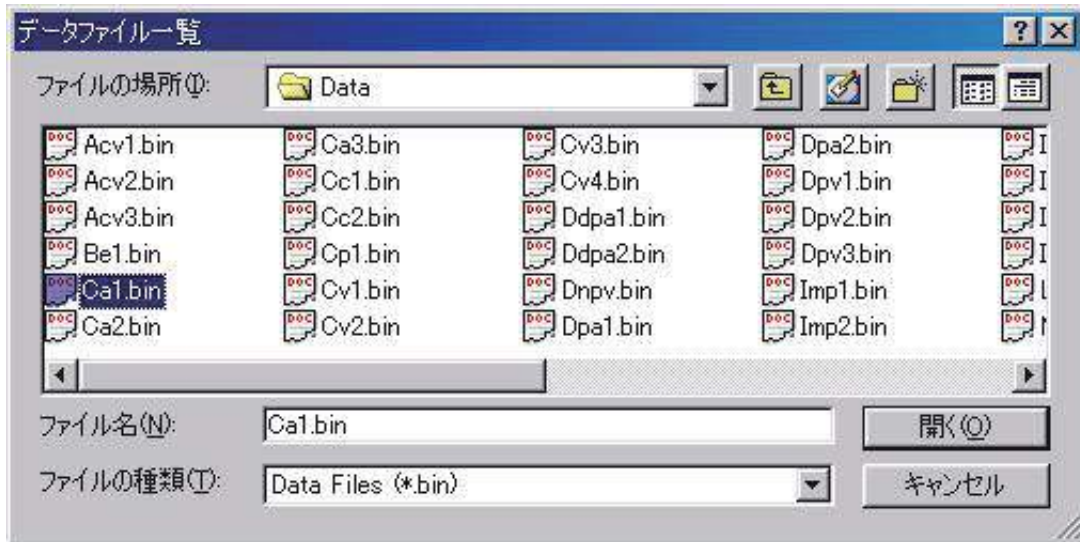 データファイル一覧
ファイルの場所(I):
Data
Acv1.bin
Acv2.bin
Acv3.bin
Be1.bin
Ca1.bin
Ca2.bin
Ca3.bin
Cc1.bin
Cc2.bin
Cp1.bin
Cv1.bin
Cv2.bin
Cv3.bin
Cv4.bin
Ddpa1.bin
Ddpa2.bin
Dnpv.bin
Dpa1.bin
Dpa2.bin
Dpv1.bin
Dpv2.bin
Dpv3.bin
Imp1.bin
Imp2.bin
ファイル名(N):
Ca1.bin
開く(O)
ファイルの種類(T):
Data Files (*.bin)
キャンセル